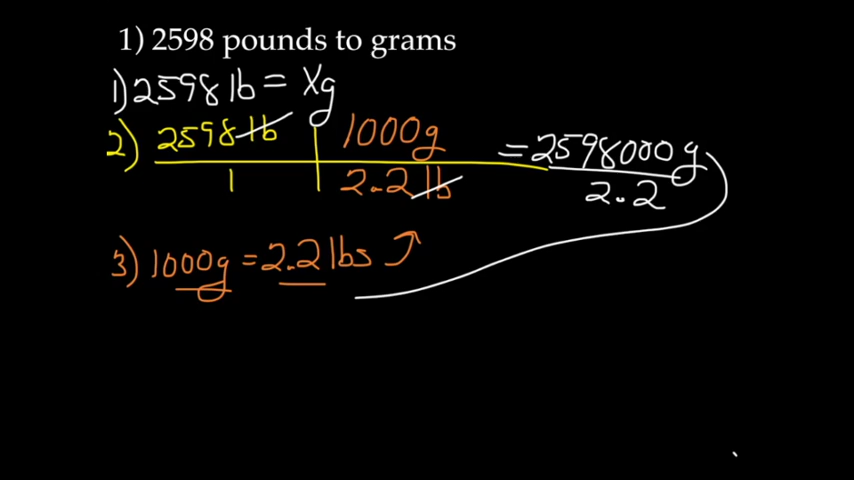 1) 2598 pounds to grams
1) 2598 lb = Xg
2) 2598 lb 1000g = 2598000 g
1 2.2 lb 2.2
3) 1000g = 2.2 lbs